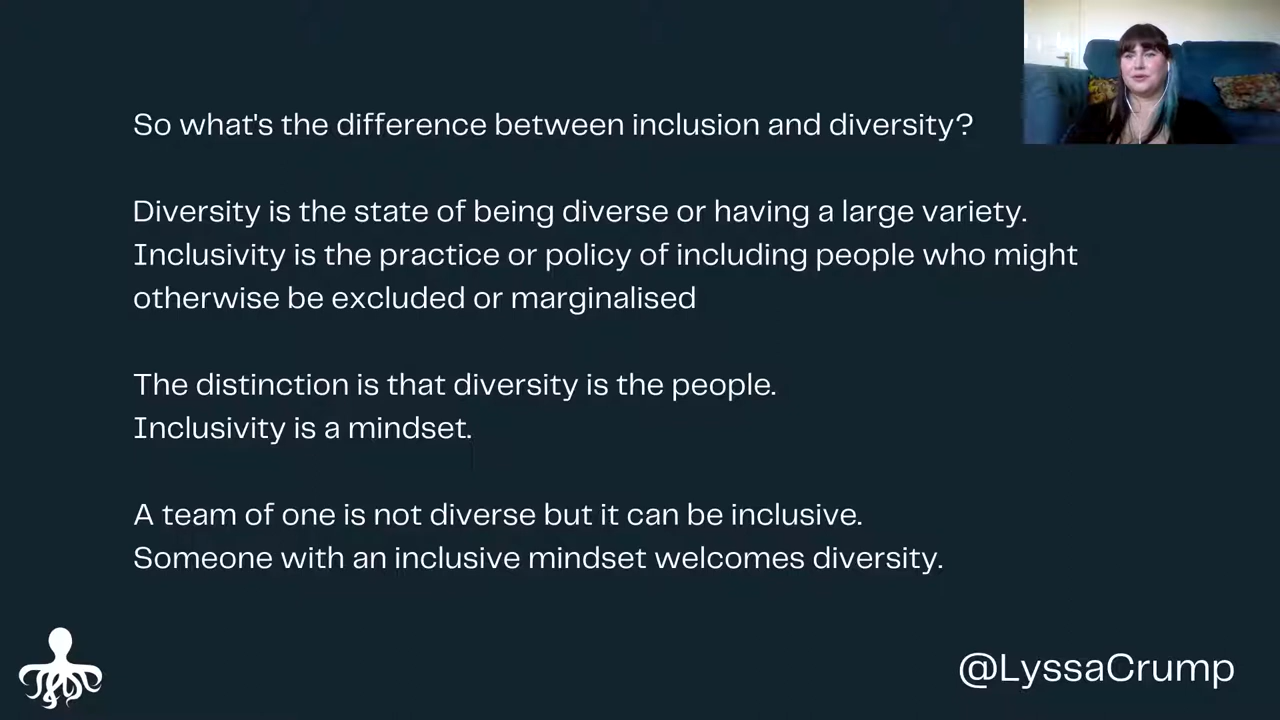 So what's the difference between inclusion and diversity?
Diversity is the state of being diverse or having a large variety.
Inclusivity is the practice or policy of including people who might
otherwise be excluded or marginalised
The distinction is that diversity is the people.
Inclusivity is a mindset.
A team of one is not diverse but it can be inclusive.
Someone with an inclusive mindset welcomes diversity.
@LyssaCrump